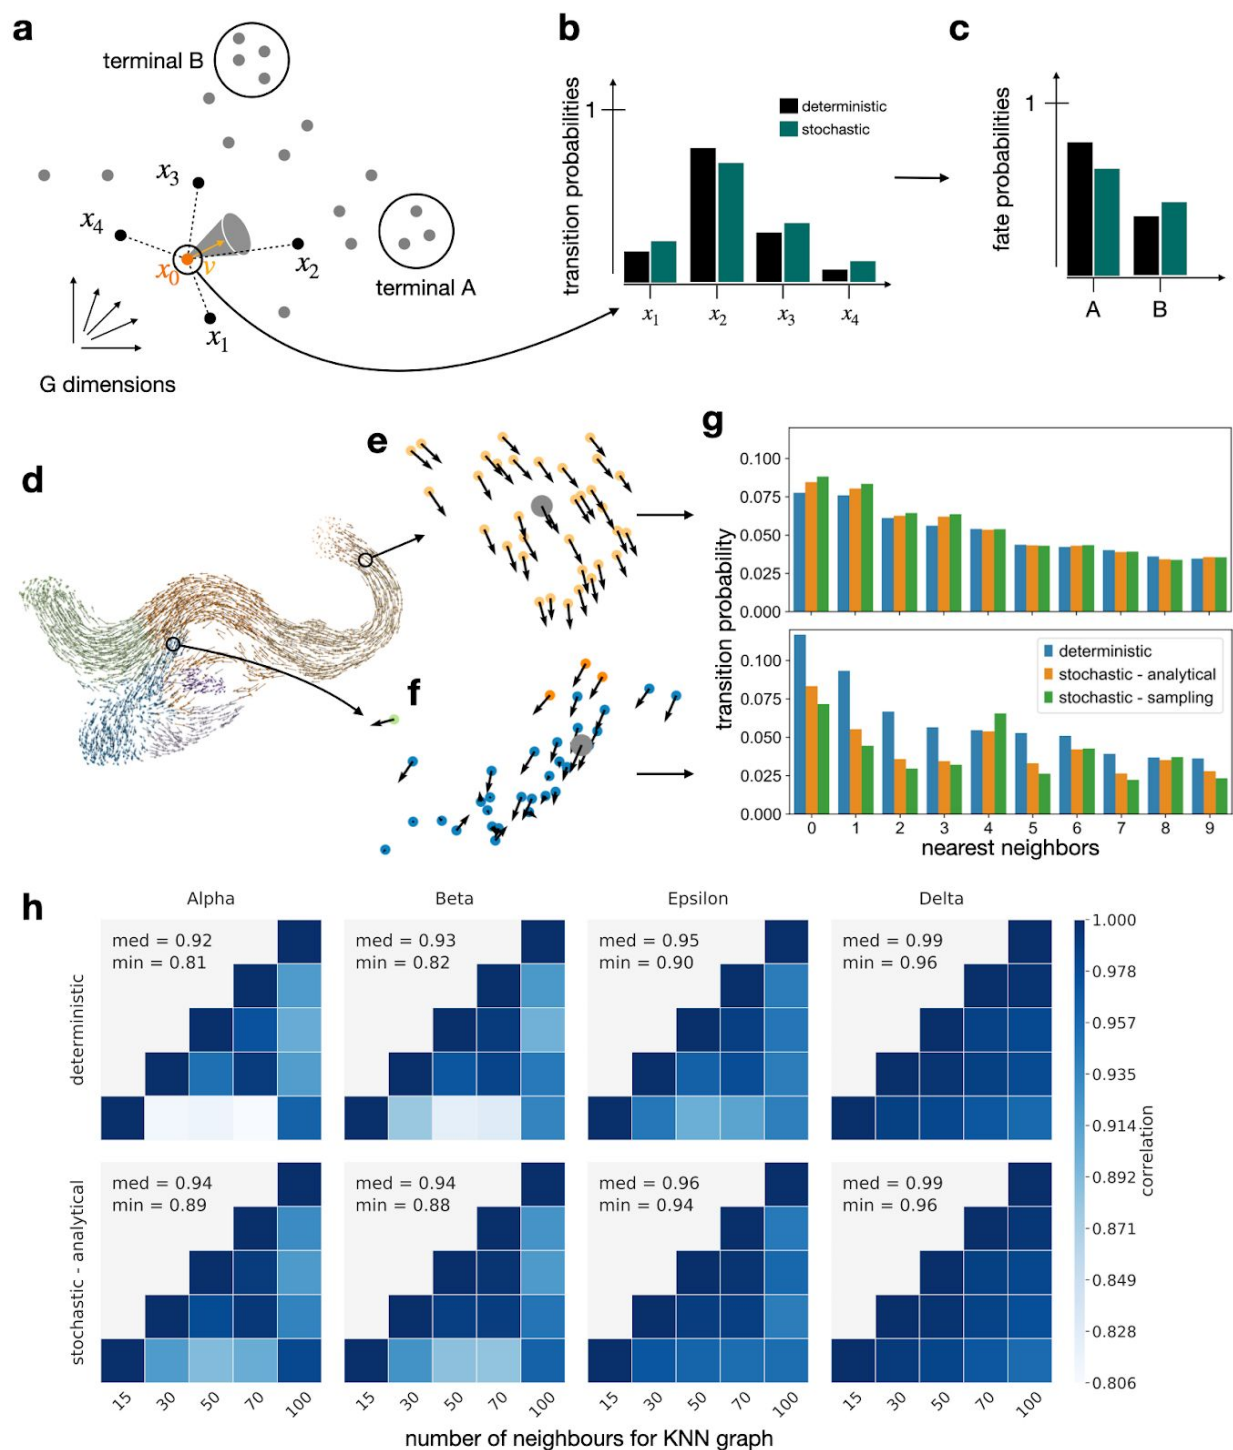 a
terminal B
x3
x4
x0
v
x2
x1
terminal A
G dimensions
b
transition probabilities
1
deterministic
stochastic
x1 x2 x3 x4
c
fate probabilities
1
A B
d
e
f
g
transition probability
0.100
0.075
0.050
0.025
0.000
0.100
0.075
0.050
0.025
0.000
deterministic
stochastic - analytical
stochastic - sampling
0 1 2 3 4 5 6 7 8 9
nearest neighbors
h
Alpha Beta Epsilon Delta
deterministic
med = 0.92
min = 0.81
med = 0.93
min = 0.82
med = 0.95
min = 0.90
med = 0.99
min = 0.96
stochastic - analytical
med = 0.94
min = 0.89
med = 0.94
min = 0.88
med = 0.96
min = 0.94
med = 0.99
min = 0.96
15 30 50 70 100
15 30 50 70 100
15 30 50 70 100
15 30 50 70 100
number of neighbours for KNN graph
1.000
0.978
0.957
0.935
0.914
0.892
0.871
0.849
0.828
0.806
correlation